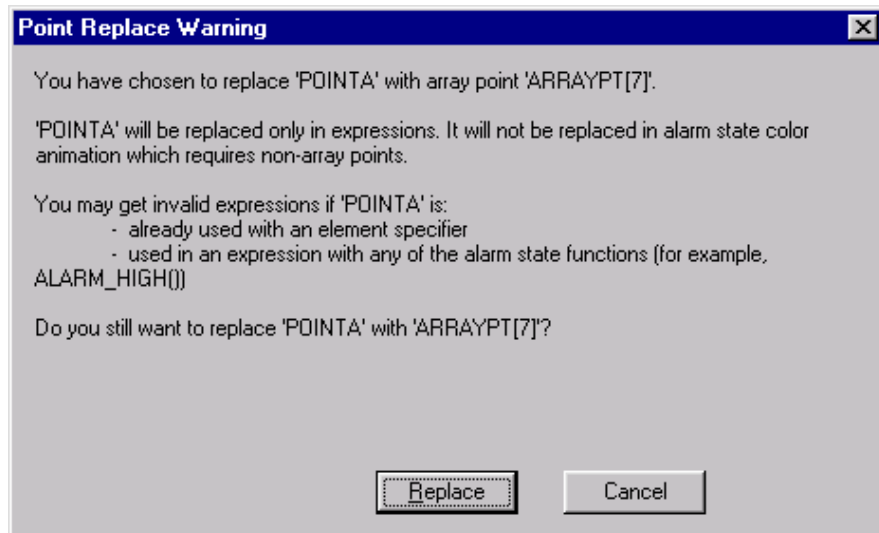 Point Replace Warning
You have chosen to replace 'POINTA' with array point 'ARRAYPT[7]'.
'POINTA' will be replaced only in expressions. It will not be replaced in alarm state color
animation which requires non-array points.
You may get invalid expressions if 'POINTA' is:
- already used with an element specifier
- used in an expression with any of the alarm state functions (for example,
ALARM_HIGH())
Do you still want to replace 'POINTA' with 'ARRAYPT[7]'?
Replace
Cancel